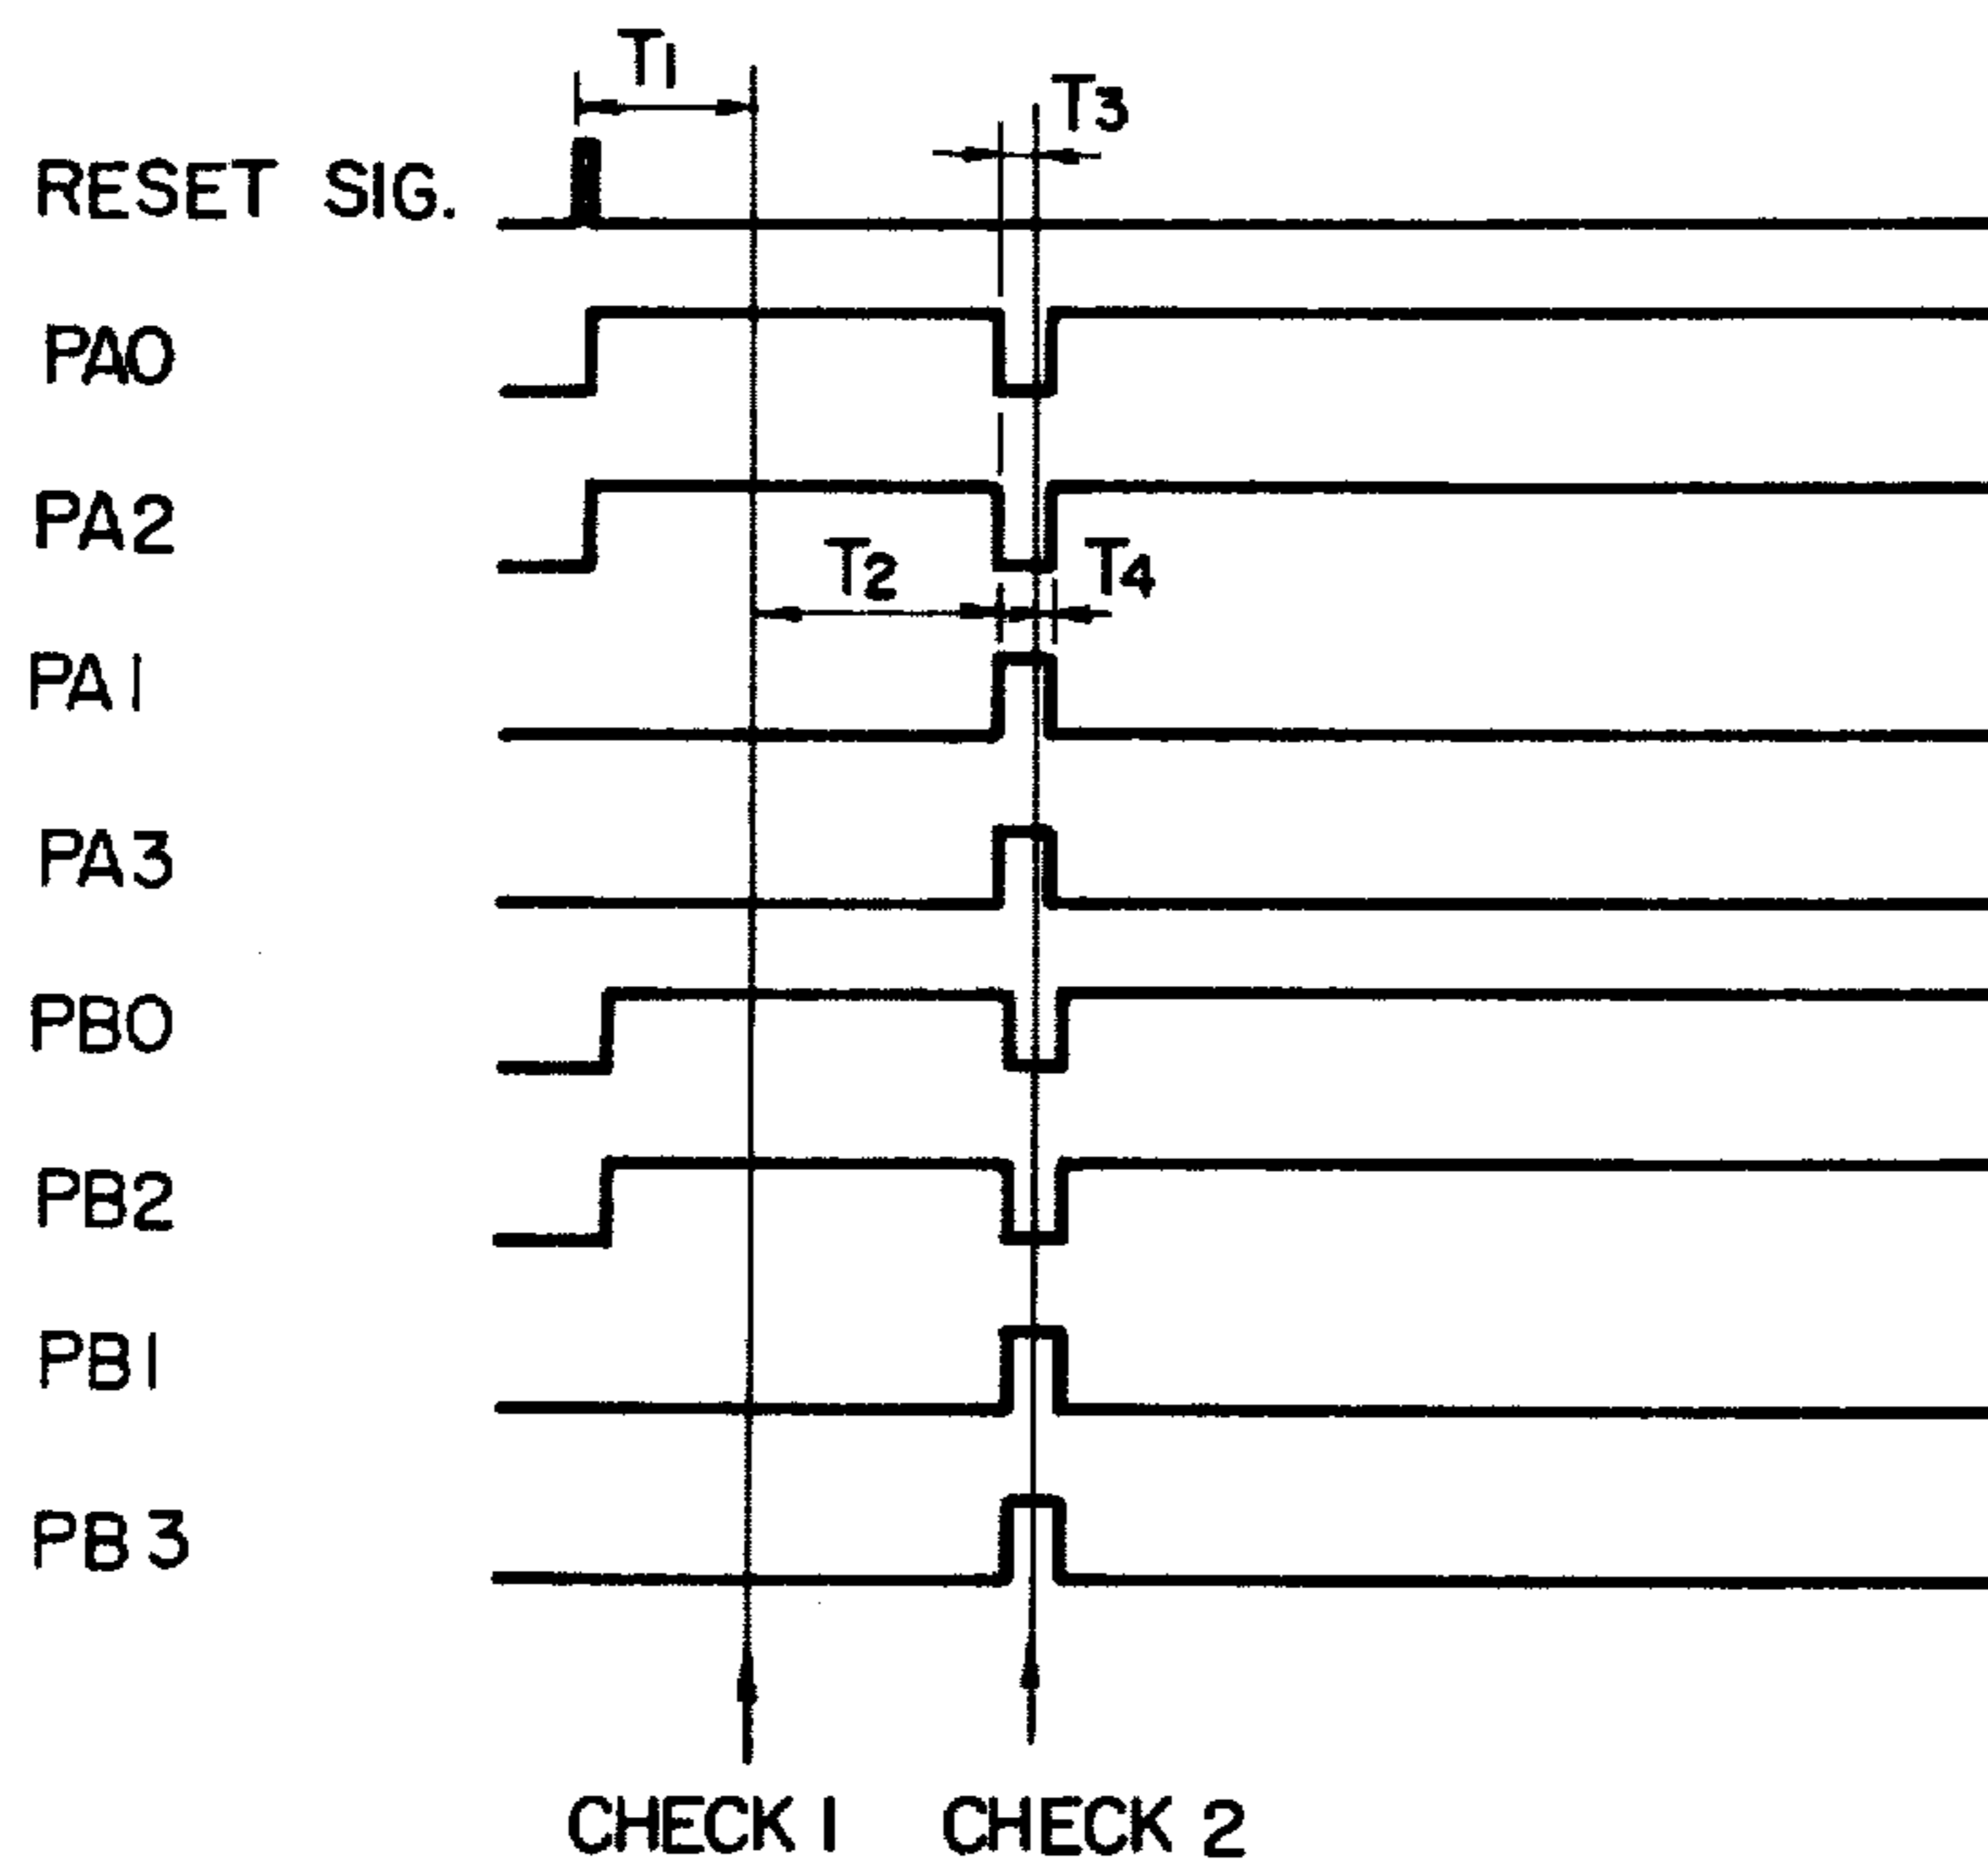 T1
T3
RESET SIG.
PA0
PA2
T2
T4
PA1
PA3
PB0
PB2
PB1
PB3
CHECK 1
CHECK 2